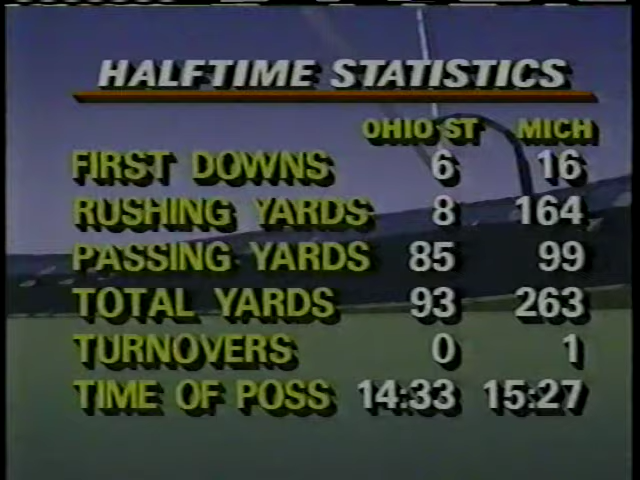 HALFTIME STATISTICS
OHIO ST MICH
FIRST DOWNS 6 16
RUSHING YARDS 8 164
PASSING YARDS 85 99
TOTAL YARDS 93 263
TURNOVERS 0 1
TIME OF POSS 14:33 15:27